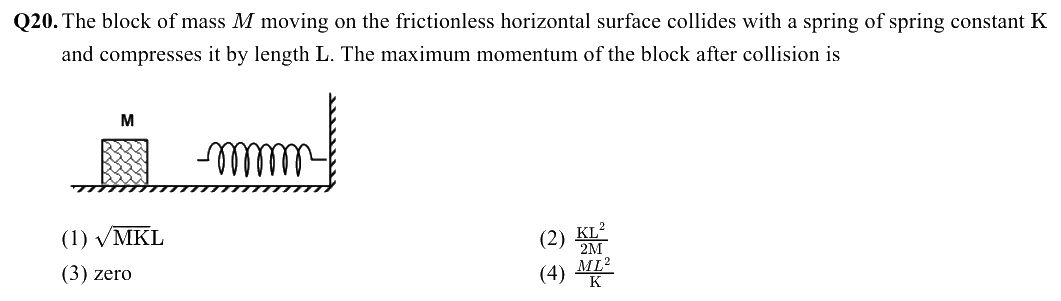 Q20. The block of mass M moving on the frictionless horizontal surface collides with a spring of spring constant K
and compresses it by length L. The maximum momentum of the block after collision is
M
(1) √MKL (2) KL²/2M
(3) zero (4) ML²/K